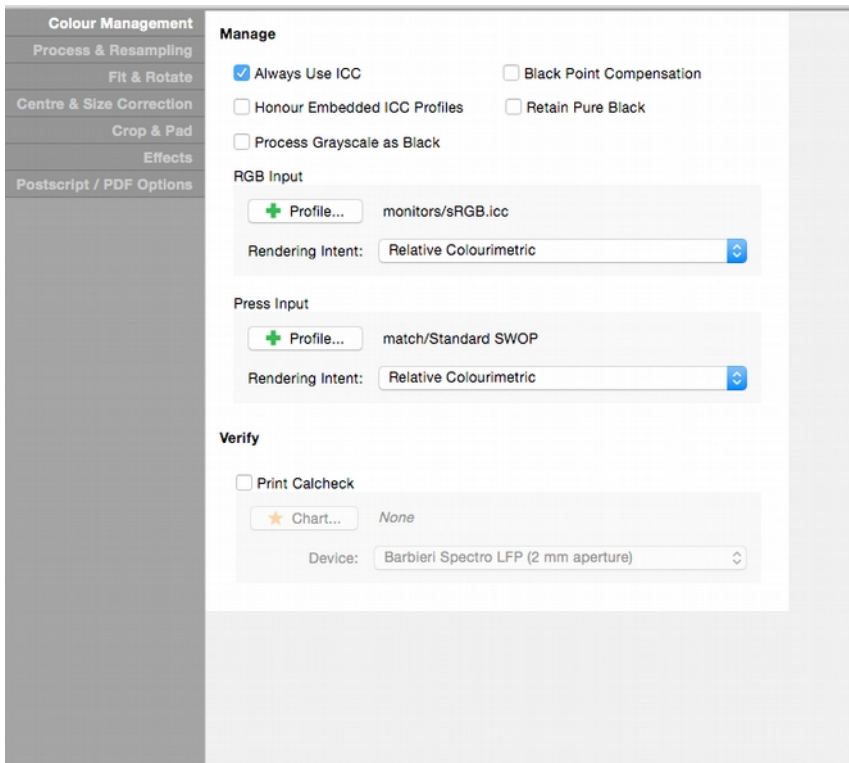 Colour Management
Process & Resampling
Fit & Rotate
Centre & Size Correction
Crop & Pad
Effects
Postscript / PDF Options
Manage
Always Use ICC
Black Point Compensation
Honour Embedded ICC Profiles
Retain Pure Black
Process Grayscale as Black
RGB Input
Profile... monitors/sRGB.icc
Rendering Intent: Relative Colourimetric
Press Input
Profile... match/Standard SWOP
Rendering Intent: Relative Colourimetric
Verify
Print Calcheck
Chart... None
Device: Barbieri Spectro LFP (2 mm aperture)